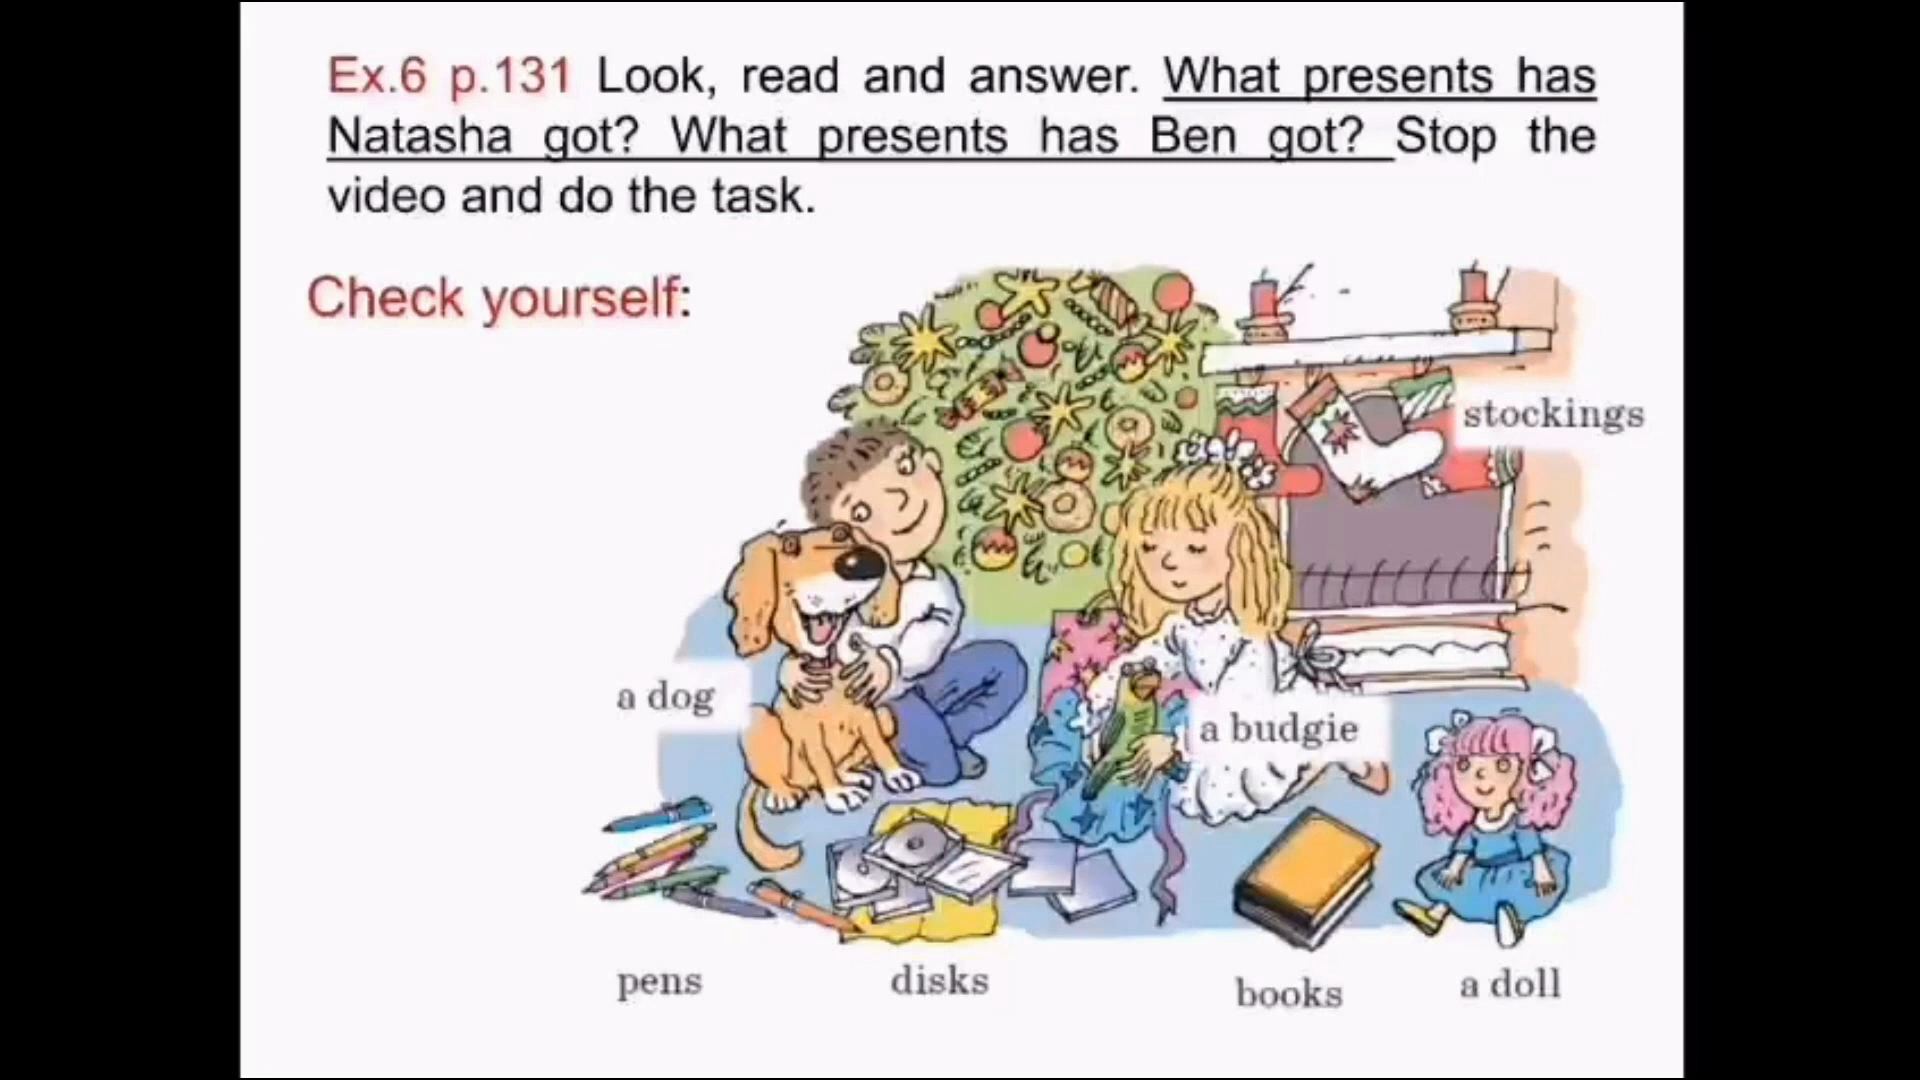 Ex.6 p.131 Look, read and answer. What presents has
Natasha got? What presents has Ben got? Stop the
video and do the task.
Check yourself:
stockings
a dog
a budgie
pens
disks
books
a doll